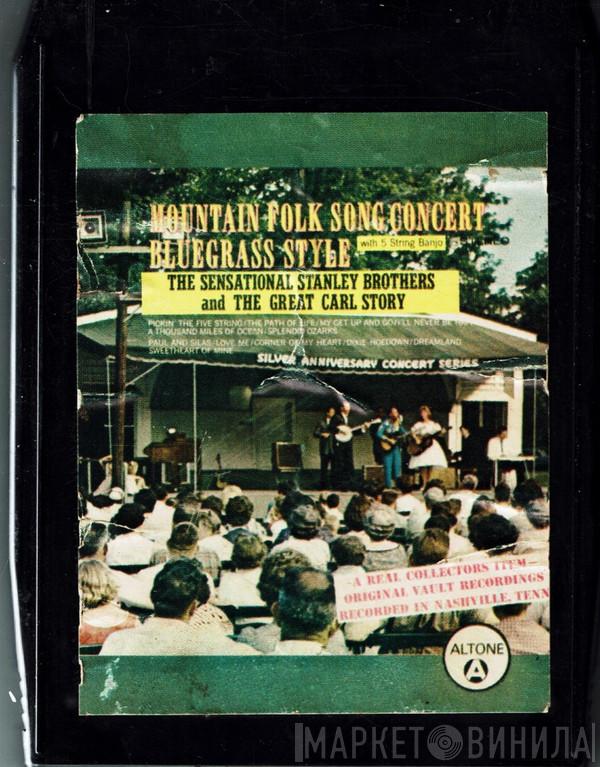 MOUNTAIN FOLK SONG CONCERT
BLUEGRASS STYLE
with 5 String Banjo
THE SENSATIONAL STANLEY BROTHERS
and THE GREAT CARL STORY
PICKIN' THE FIVE STRING/THE PATH OF LIFE/MY GET UP AND GO/I'LL NEVER BE
A THOUSAND MILES OF OCEAN-SPLENDID OZARKS
PAUL AND SILAS-LOVE ME/CORNER OF MY HEART/DIXIE HOEDOWN/DREAMLAND
SWEETHEART OF MINE
SILVER ANNIVERSARY CONCERT SERIES
-A REAL COLLECTORS ITEM-
ORIGINAL VAULT RECORDINGS
RECORDED IN NASHVILLE, TENN
ALTONE
A
МАРКЕТ ВИНИЛА